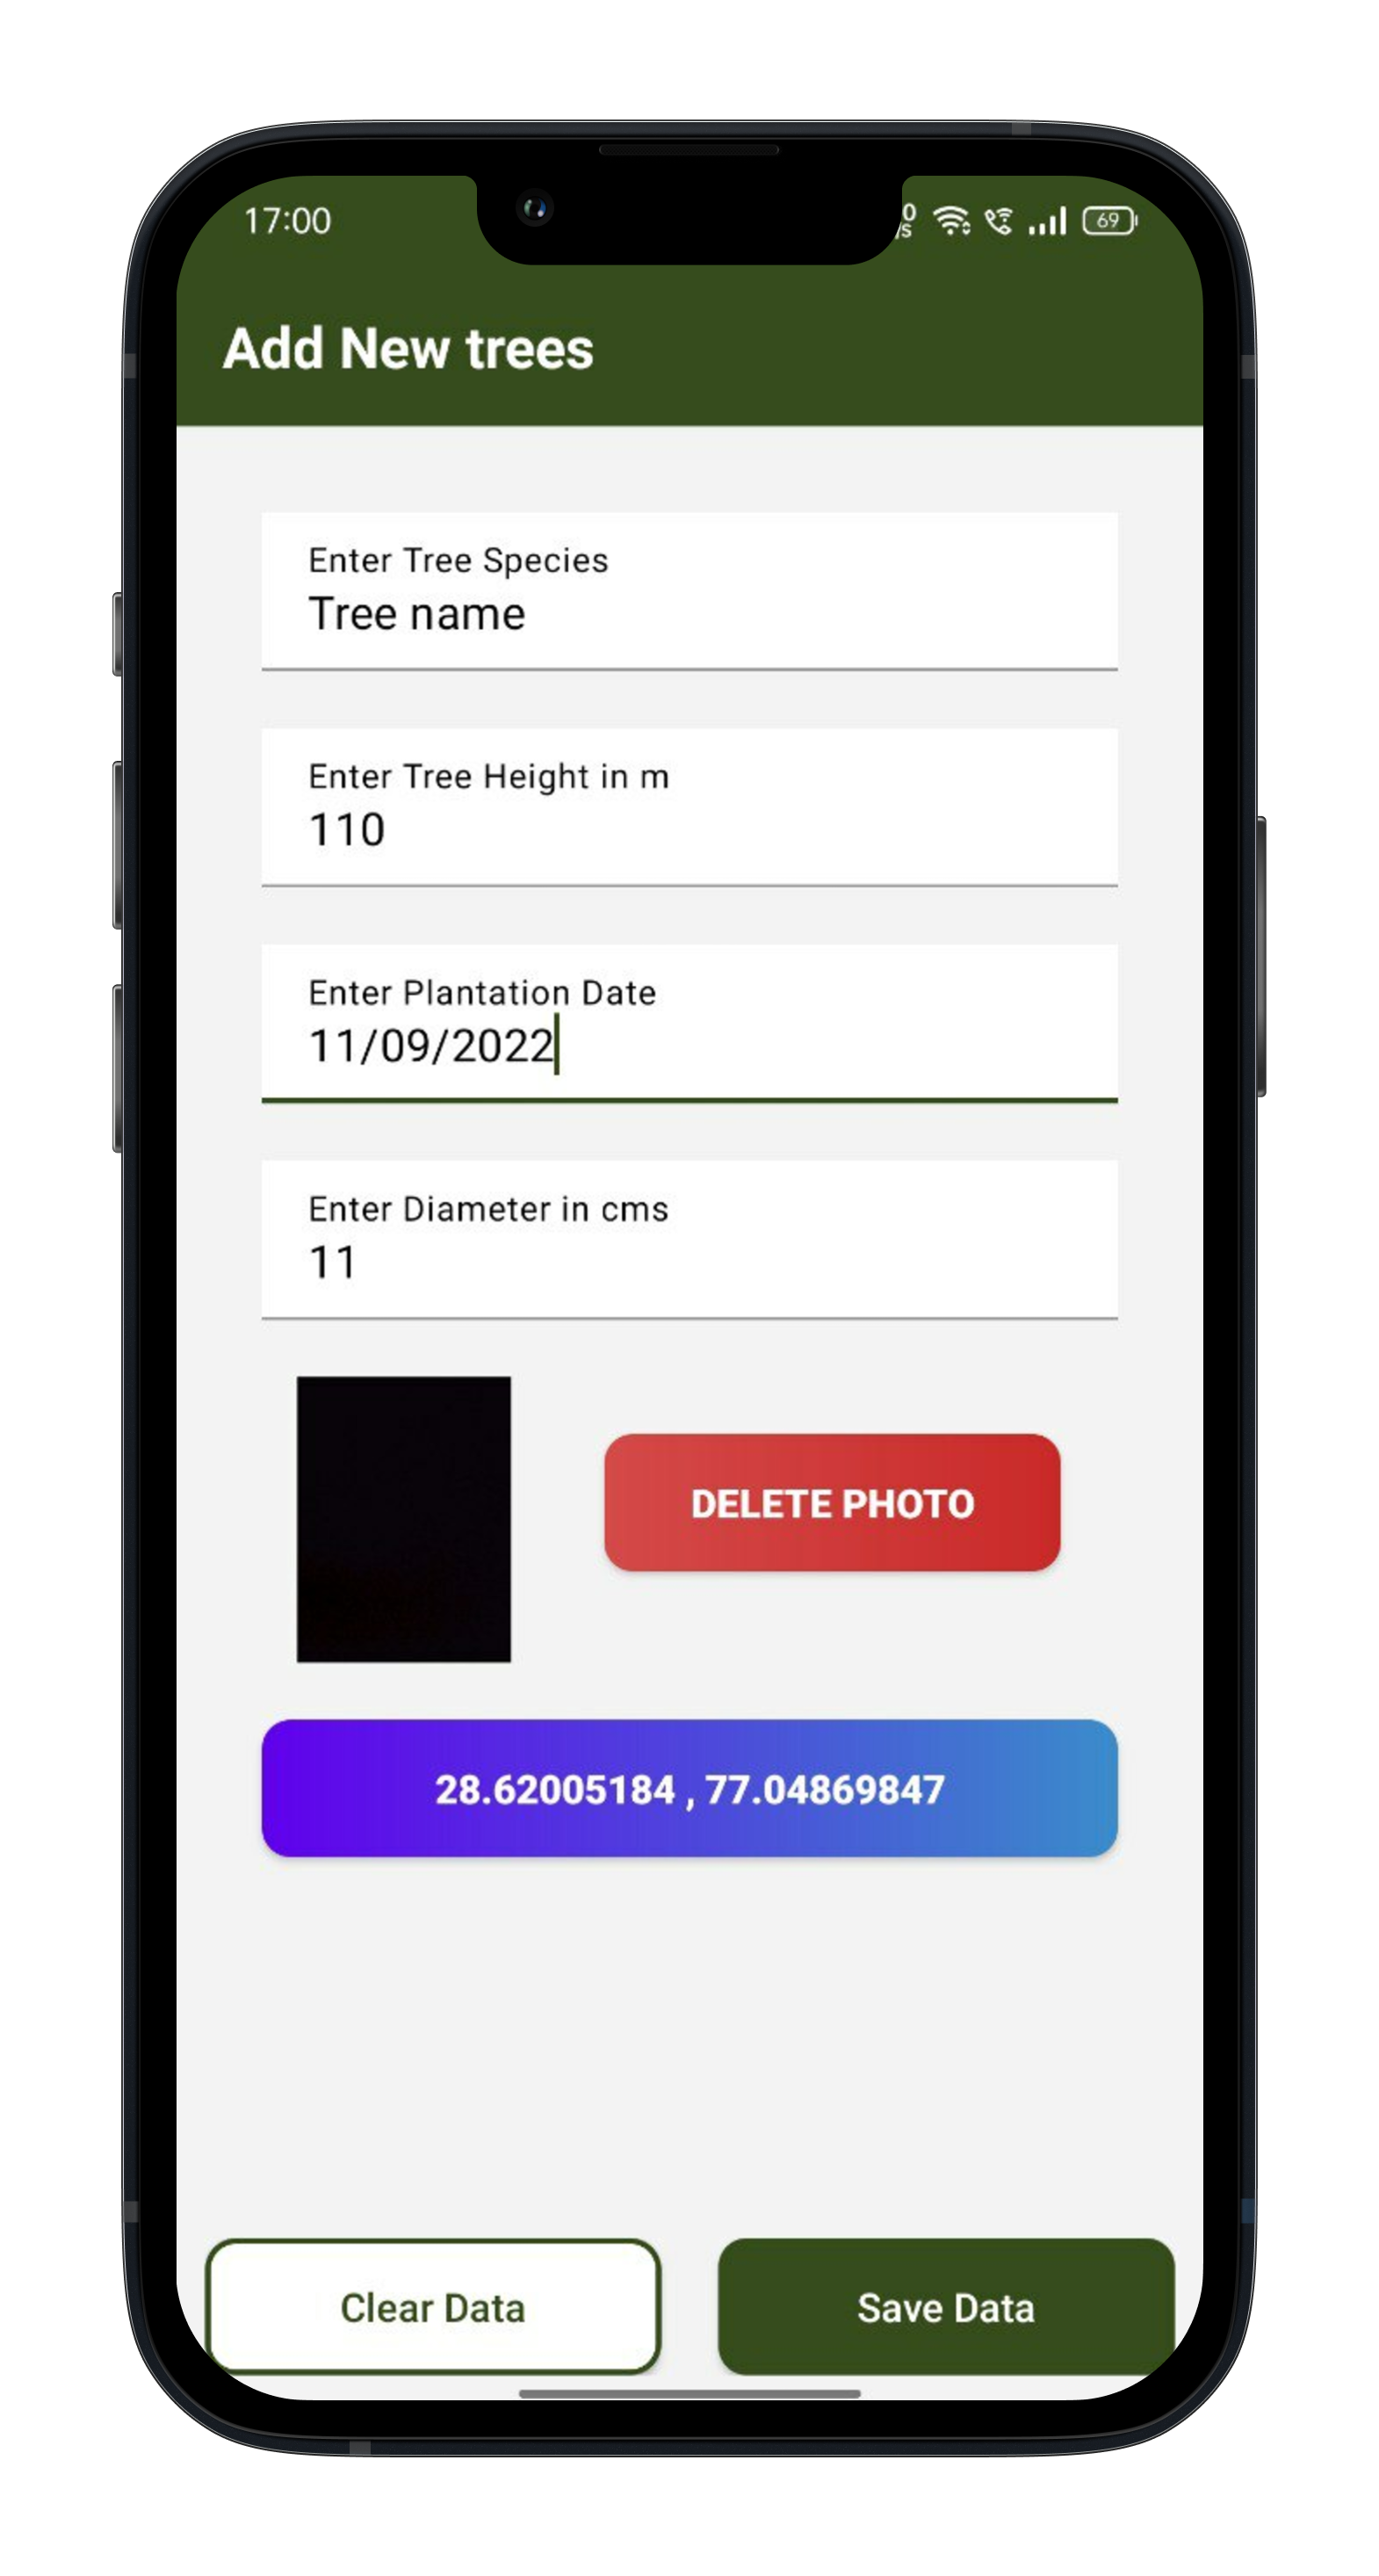 17:00
69
Add New trees
Enter Tree Species
Tree name
Enter Tree Height in m
110
Enter Plantation Date
11/09/2022
Enter Diameter in cms
11
DELETE PHOTO
28.62005184 , 77.04869847
Clear Data
Save Data